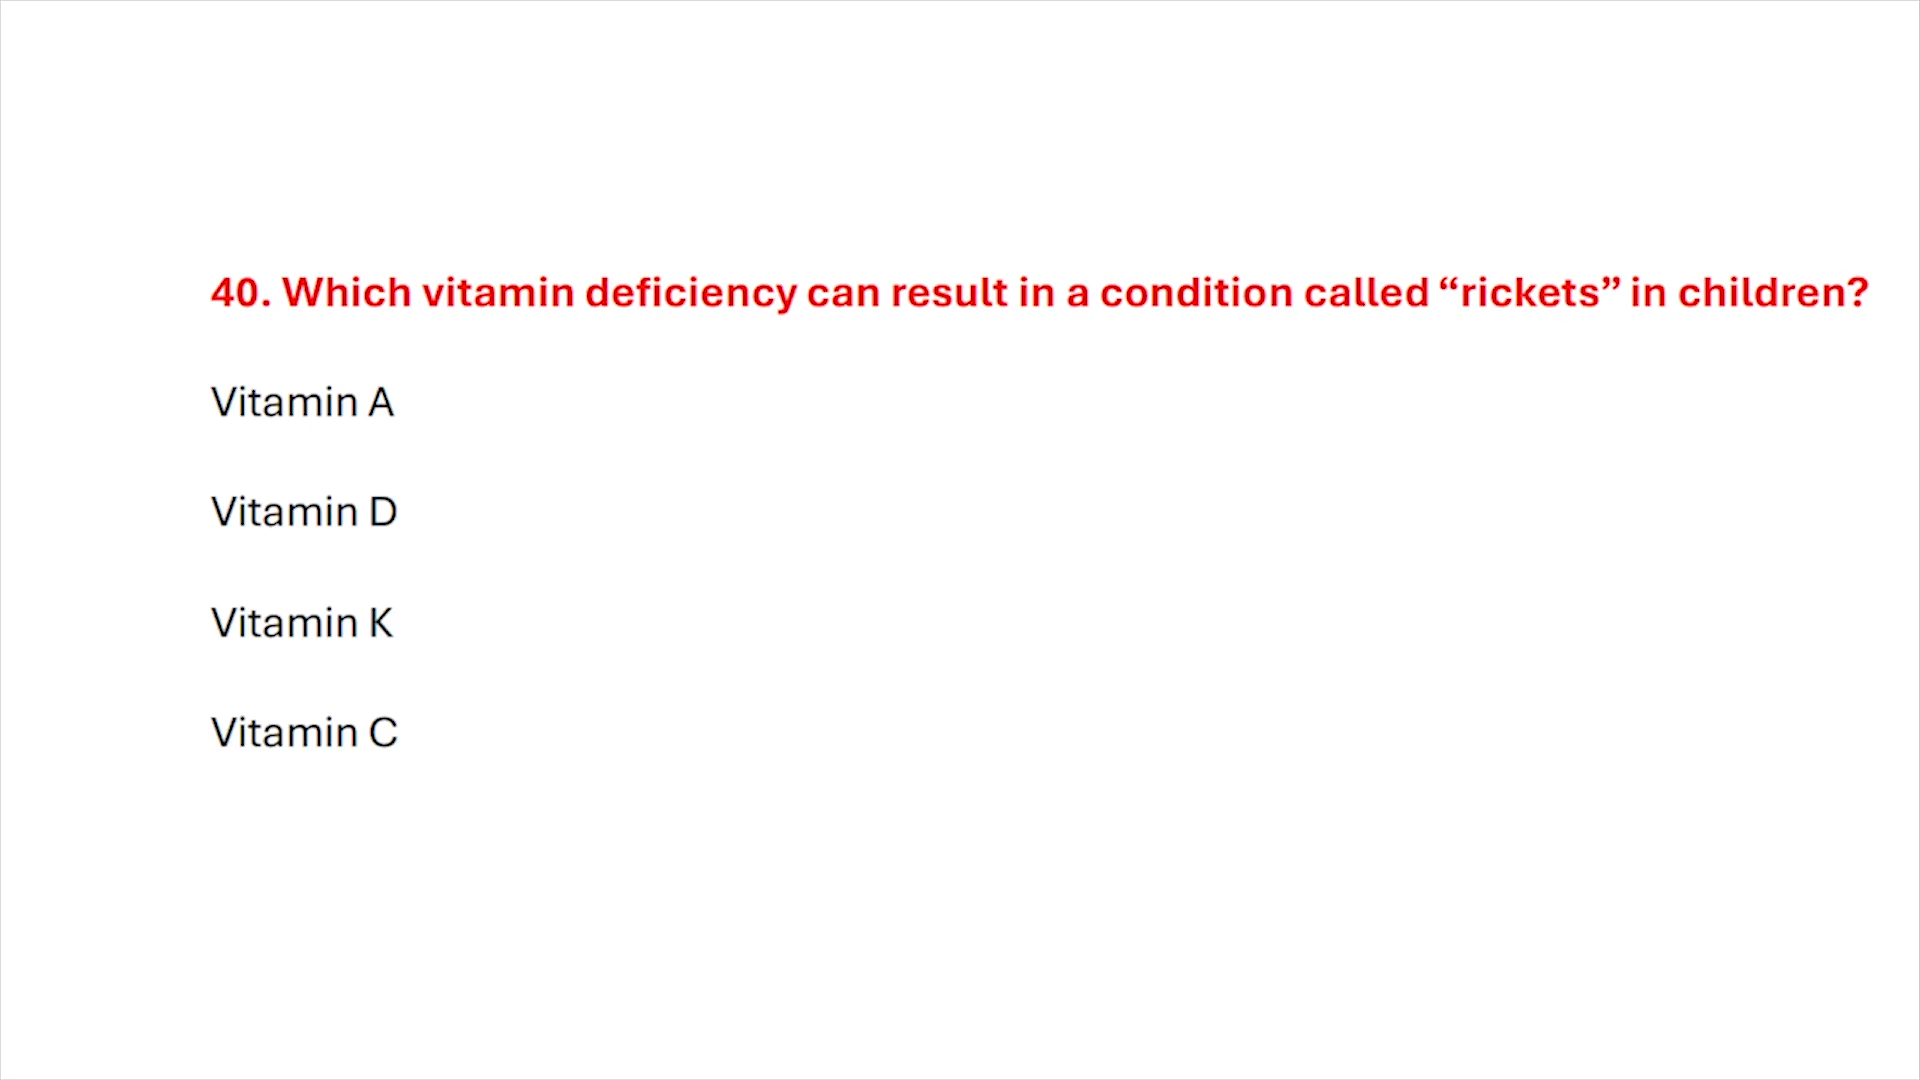 40. Which vitamin deficiency can result in a condition called “rickets” in children?
Vitamin A
Vitamin D
Vitamin K
Vitamin C